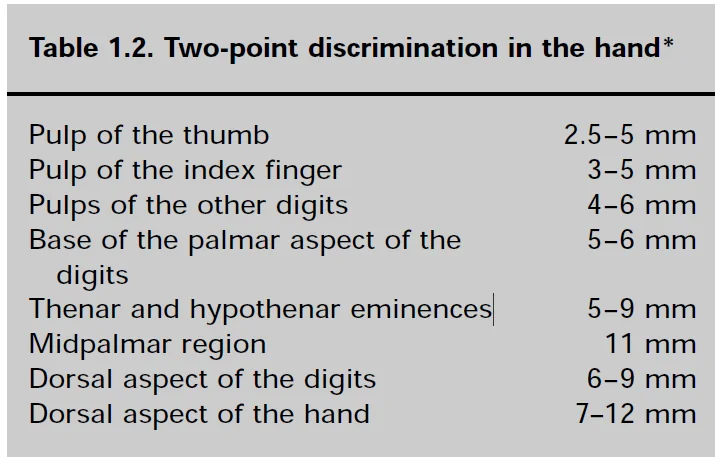 Table 1.2. Two-point discrimination in the hand*
Pulp of the thumb 2.5–5 mm
Pulp of the index finger 3–5 mm
Pulps of the other digits 4–6 mm
Base of the palmar aspect of the 5–6 mm
digits
Thenar and hypothenar eminences 5–9 mm
Midpalmar region 11 mm
Dorsal aspect of the digits 6–9 mm
Dorsal aspect of the hand 7–12 mm